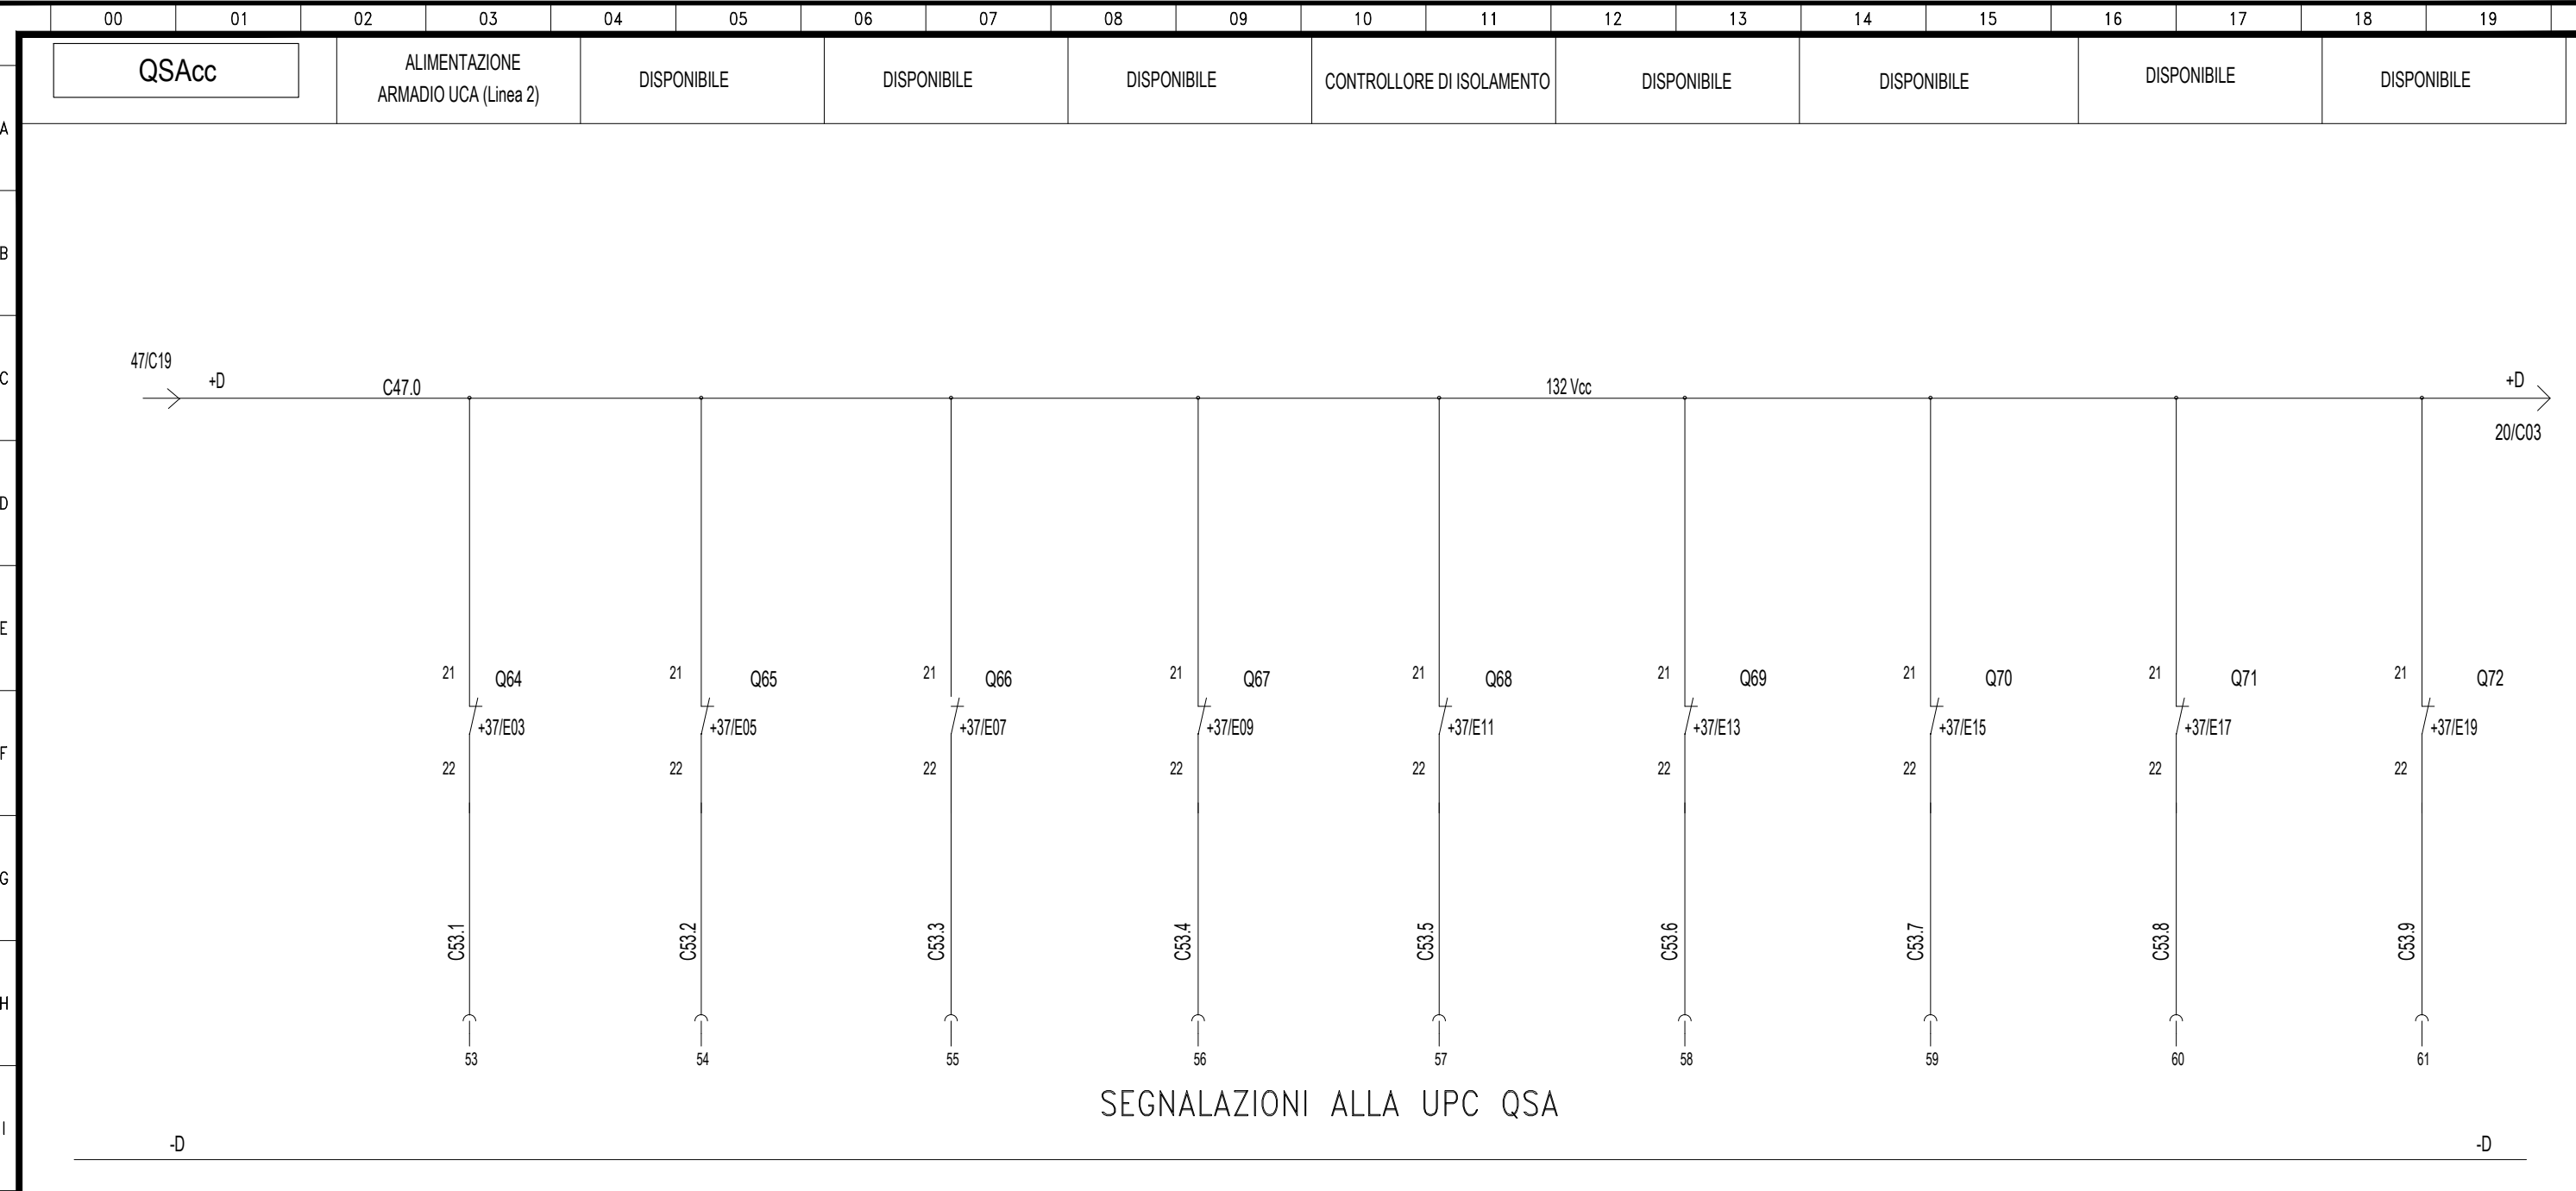 00 01 02 03 04 05 06 07 08 09 10 11 12 13 14 15 16 17 18 19
QSAcc
ALIMENTAZIONE
ARMADIO UCA (Linea 2)
DISPONIBILE
DISPONIBILE
DISPONIBILE
CONTROLLORE DI ISOLAMENTO
DISPONIBILE
DISPONIBILE
DISPONIBILE
DISPONIBILE
A
B
C
D
E
F
G
H
I
47/C19
+D
C47.0
132 Vcc
+D
20/C03
21 Q64 21 Q65 21 Q66 21 Q67 21 Q68 21 Q69 21 Q70 21 Q71 21 Q72
+37/E03 +37/E05 +37/E07 +37/E09 +37/E11 +37/E13 +37/E15 +37/E17 +37/E19
22 22 22 22 22 22 22 22 22
C53.1 C53.2 C53.3 C53.4 C53.5 C53.6 C53.7 C53.8 C53.9
53 54 55 56 57 58 59 60 61
SEGNALAZIONI ALLA UPC QSA
-D -D